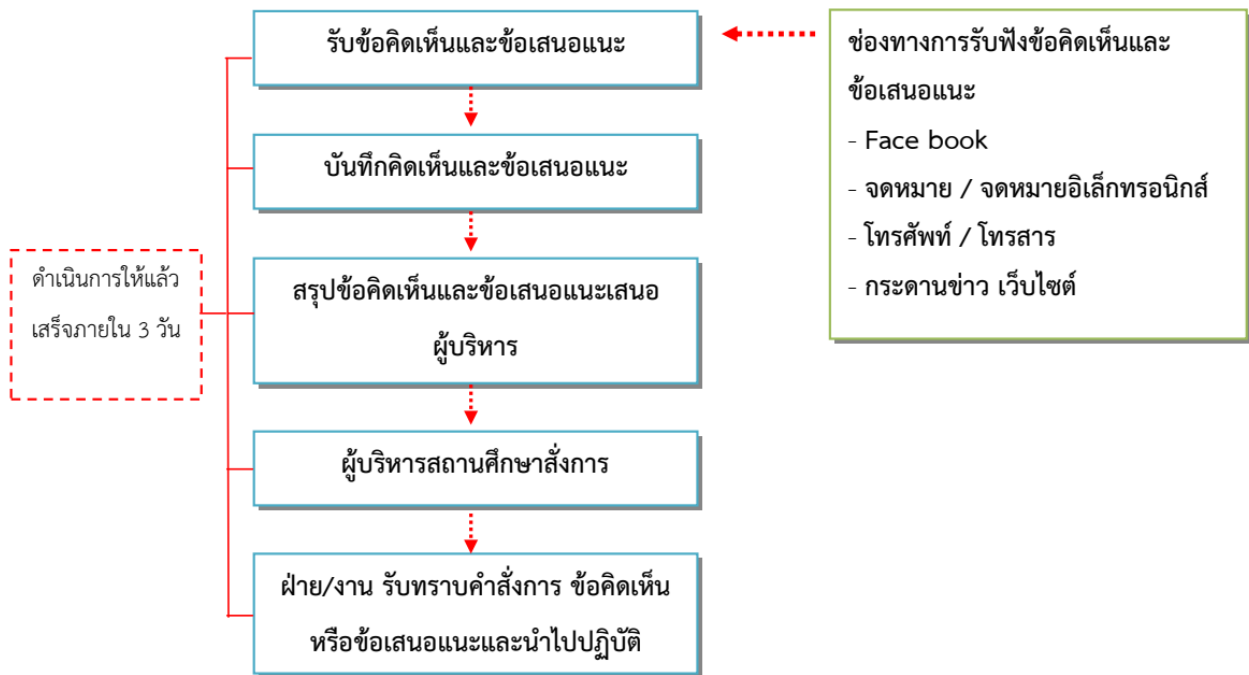 รับข้อคิดเห็นและข้อเสนอแนะ
บันทึกคิดเห็นและข้อเสนอแนะ
สรุปข้อคิดเห็นและข้อเสนอแนะเสนอ
ผู้บริหาร
ผู้บริหารสถานศึกษาสั่งการ
ฝ่าย/งาน รับทราบคำสั่งการ ข้อคิดเห็น
หรือข้อเสนอแนะและนำไปปฏิบัติ
ดำเนินการให้แล้ว
เสร็จภายใน 3 วัน
ช่องทางการรับฟังข้อคิดเห็นและ
ข้อเสนอแนะ
- Face book
- จดหมาย / จดหมายอิเล็กทรอนิกส์
- โทรศัพท์ / โทรสาร
- กระดานข่าว เว็บไซต์